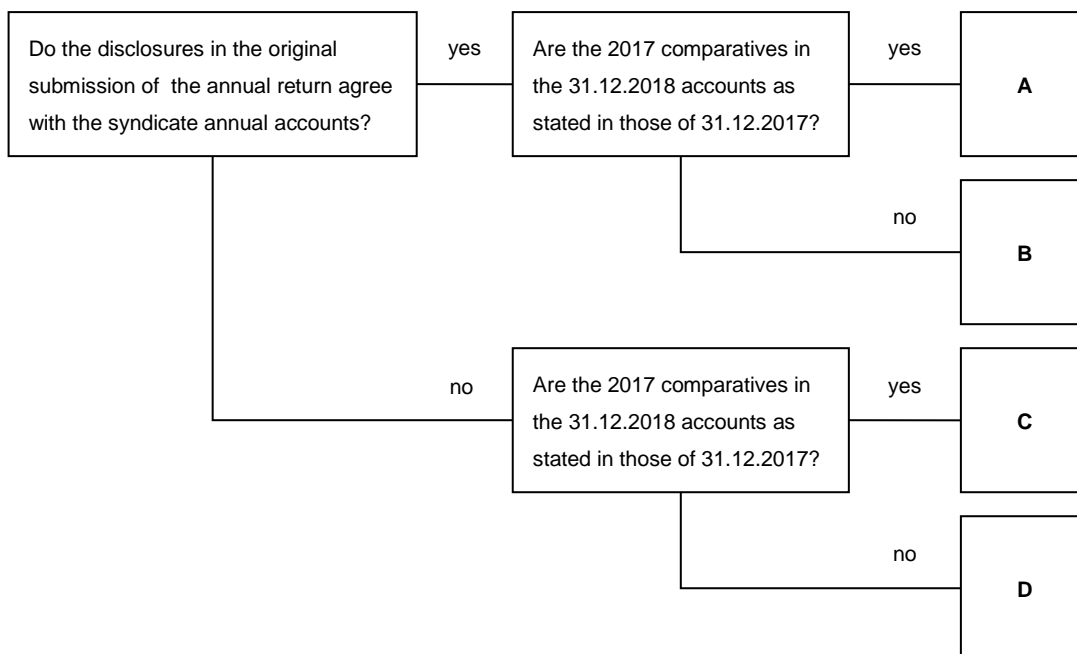 Do the disclosures in the original
submission of  the annual return agree
with the syndicate annual accounts?
yes
Are the 2017 comparatives in
the 31.12.2018 accounts as
stated in those of 31.12.2017?
yes
A
no
B
no
Are the 2017 comparatives in
the 31.12.2018 accounts as
stated in those of 31.12.2017?
yes
C
no
D